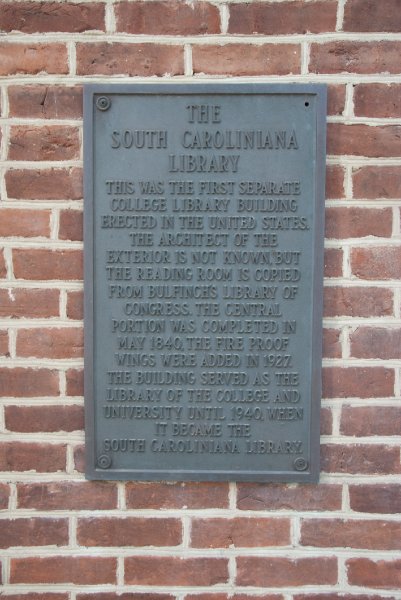 THE
SOUTH CAROLINIANA
LIBRARY
THIS WAS THE FIRST SEPARATE
COLLEGE LIBRARY BUILDING
ERECTED IN THE UNITED STATES.
THE ARCHITECT OF THE
EXTERIOR IS NOT KNOWN, BUT
THE READING ROOM IS COPIED
FROM BULFINCH'S LIBRARY OF
CONGRESS. THE CENTRAL
PORTION WAS COMPLETED IN
MAY 1840, THE FIRE PROOF
WINGS WERE ADDED IN 1927.
THE BUILDING SERVED AS THE
LIBRARY OF THE COLLEGE AND
UNIVERSITY UNTIL 1940, WHEN
IT BECAME THE
SOUTH CAROLINIANA LIBRARY.